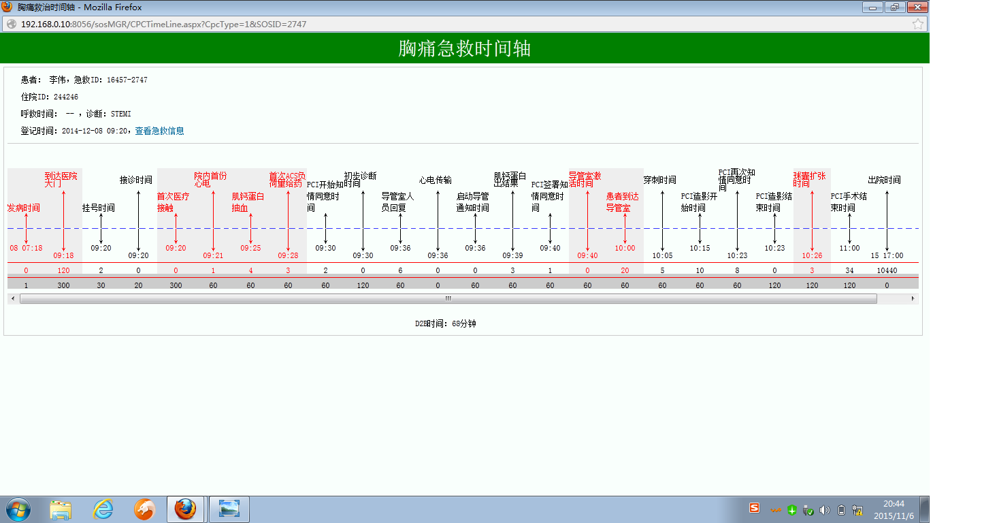 胸痛救治时间轴 - Mozilla Firefox
192.168.0.10:8056/sosMGR/CPCTimeLine.aspx?CpcType=1&SOSID=2747
胸痛急救时间轴
患者： 李伟，急救ID：16457-2747
住院ID：244246
呼救时间： -- ，诊断：STEMI
登记时间：2014-12-08 09:20，查看急救信息
发病时间
到达医院
大门
挂号时间
接诊时间
首次医疗
接触
院内首份
心电
肌钙蛋白
抽血
首次ACS负
荷量给药
PCI开始知
情同意时
间
初步诊断
时间
导管室人
员回复
心电传输
启动导管
通知时间
肌钙蛋白
出结果
PCI签署知
情同意时
间
导管室激
活时间
患者到达
导管室
穿刺时间
PCI造影开
始时间
PCI再次知
情同意时
间
PCI造影结
束时间
球囊扩张
时间
PCI手术结
束时间
出院时间
08 07:18 09:18 09:20 09:20 09:20 09:21 09:25 09:28 09:30 09:30 09:36 09:36 09:36 09:39 09:40 09:40 10:00 10:05 10:15 10:23 10:23 10:26 11:00 15 17:00
0 120 2 0 0 1 4 3 2 0 6 0 0 3 1 0 20 5 10 8 0 3 34 10440
1 300 30 20 300 60 60 60 60 120 60 0 60 60 60 60 60 60 60 60 120 120 120 0
D2B时间：68分钟
20:44
2015/11/6